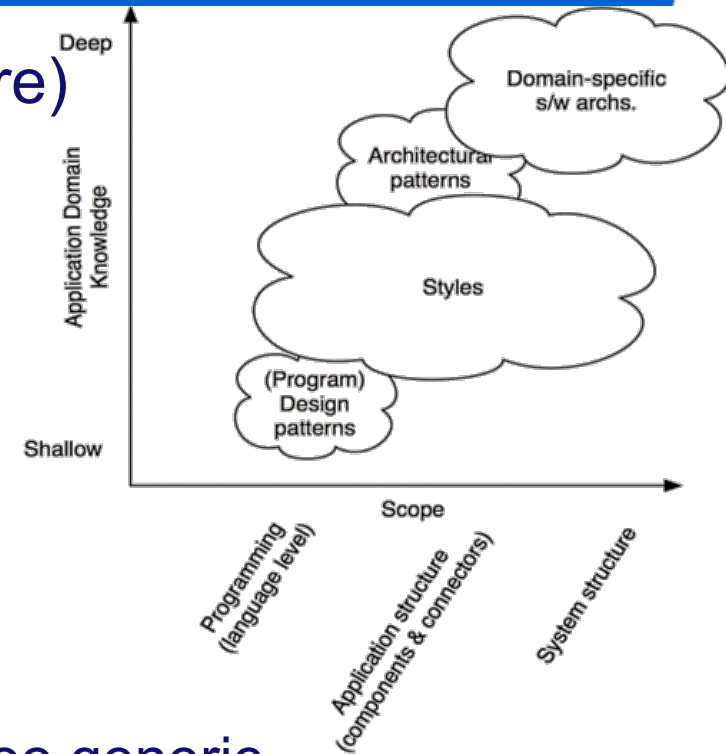 Deep
re)
Domain-specific
s/w archs.
Architectural
patterns
Application Domain
Knowledge
Styles
(Program)
Design
patterns
Shallow
Scope
Programming
(language level)
Application structure
(components & connectors)
System structure
generic